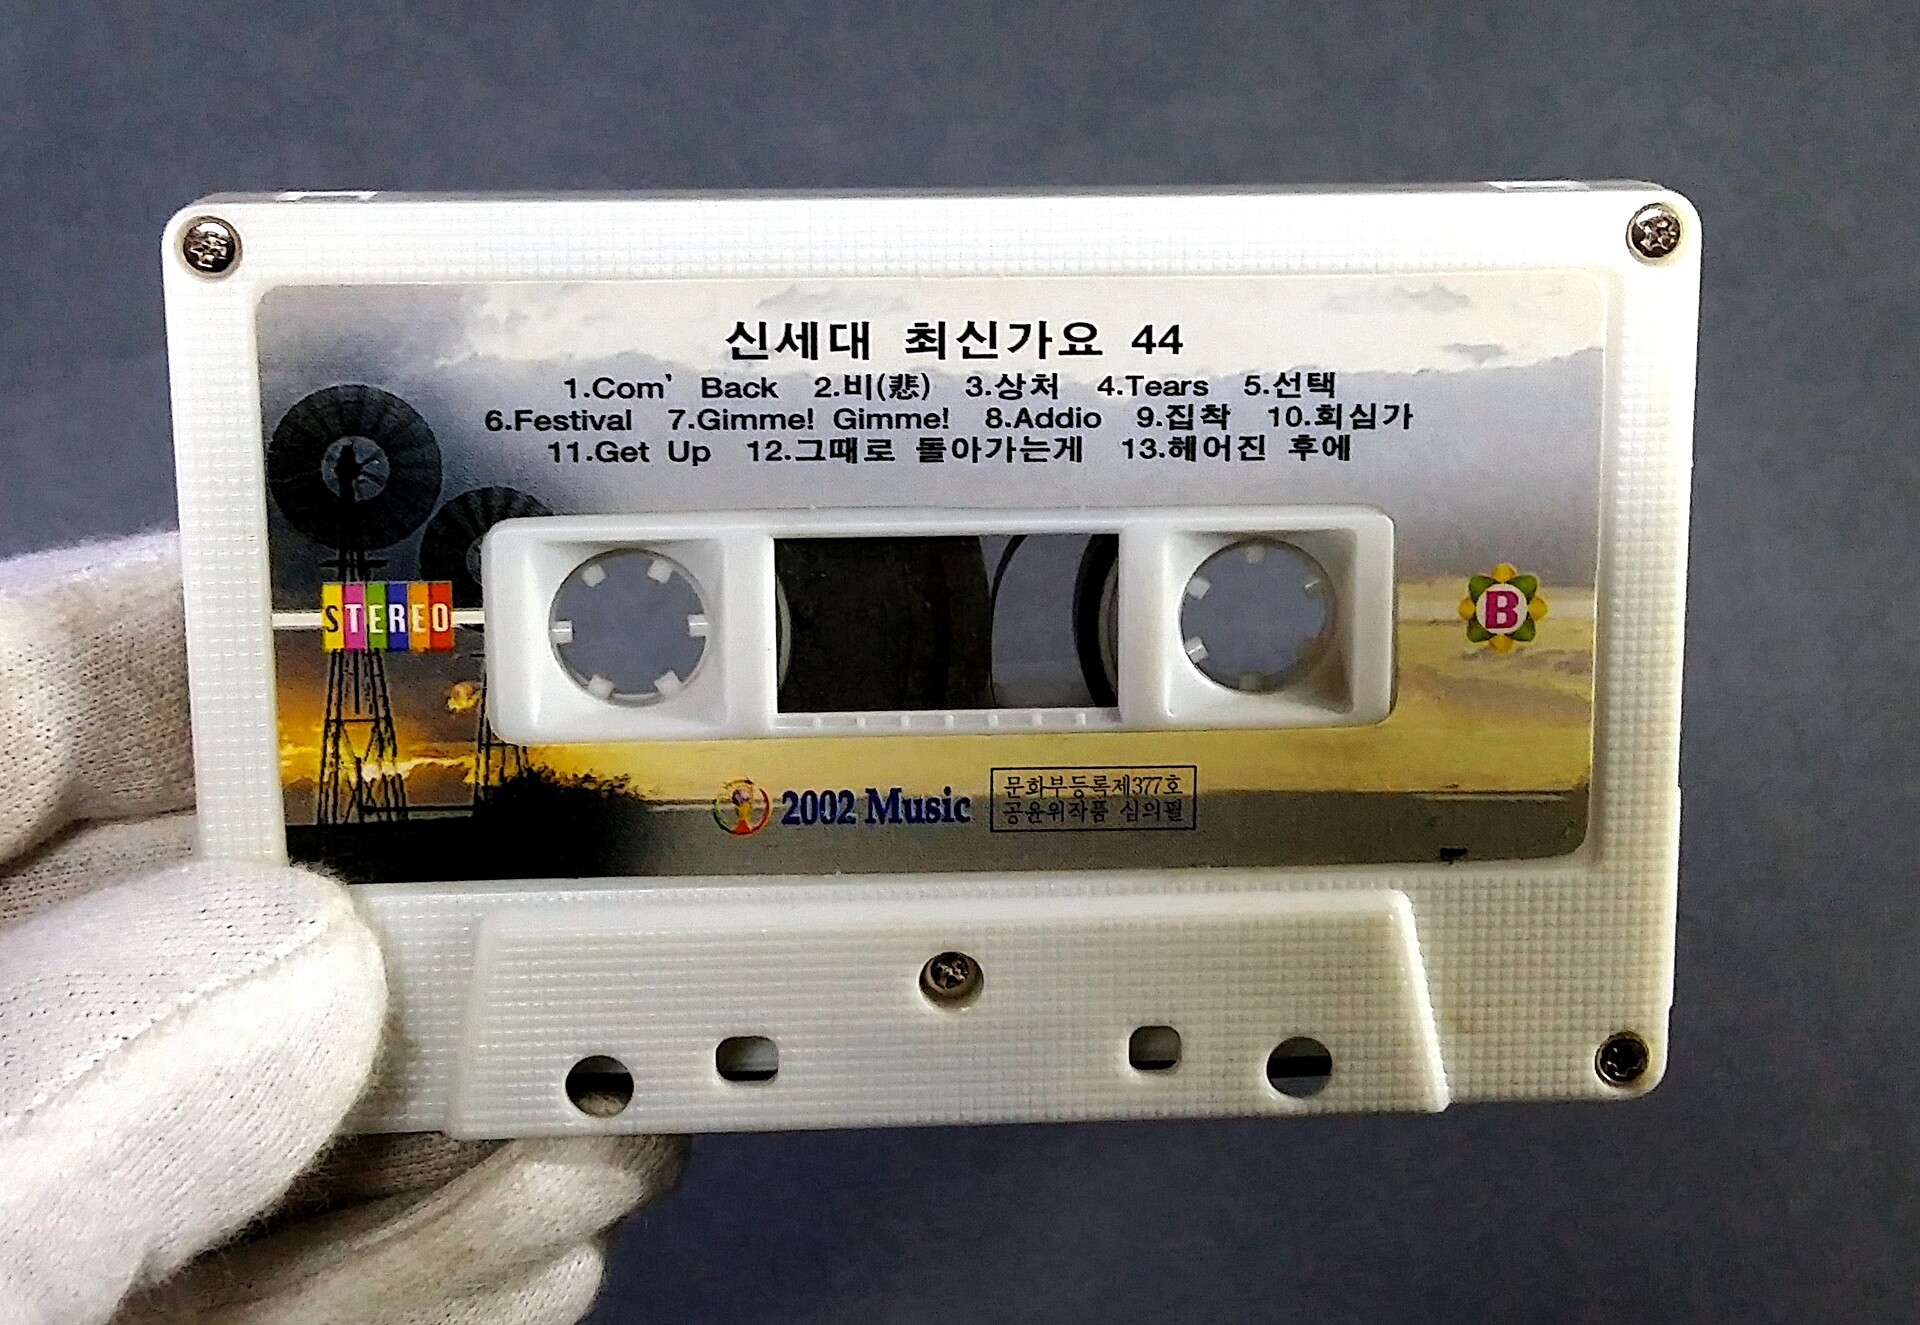 신세대 최신가요 44
1.Com' Back 2.비(悲) 3.상처 4.Tears 5.선택
6.Festival 7.Gimme! Gimme! 8.Addio 9.집착 10.회심가
11.Get Up 12.그때로 돌아가는게 13.헤어진 후에
STEREO
B
2002 Music
문화부등록제377호
공윤위작품 심의필